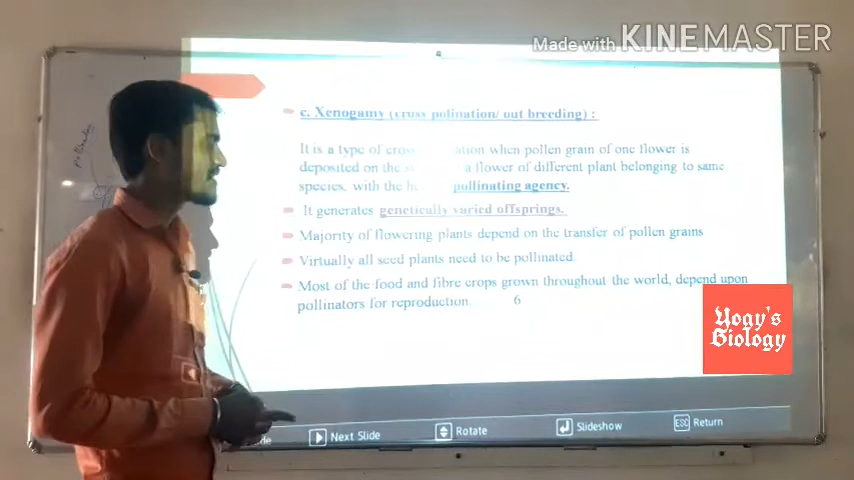 Made with KINEMASTER
c. Xenogamy (cross pollination/ out breeding) :
It is a type of cross ation when pollen grain of one flower is
deposited on the a flower of different plant belonging to same
species, with the pollinating agency.
It generates genetically varied offsprings.
Majority of flowering plants depend on the transfer of pollen grains
Virtually all seed plants need to be pollinated.
Most of the food and fibre crops grown throughout the world, depend upon
pollinators for reproduction. 6
Yogy's
Biology
Next Slide Rotate Slideshow ESC Return